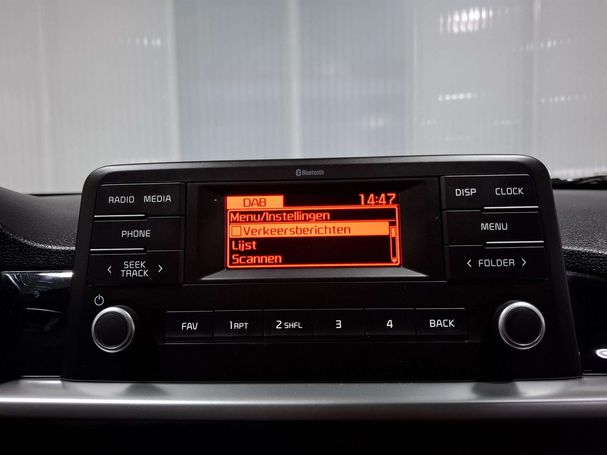 Bluetooth
RADIO MEDIA
PHONE
< SEEK TRACK >
DAB 14:47
Menu/Instellingen
Verkeersberichten
Lijst
Scannen
DISP CLOCK
MENU
< FOLDER >
FAV 1 RPT 2 SHFL 3 4 BACK